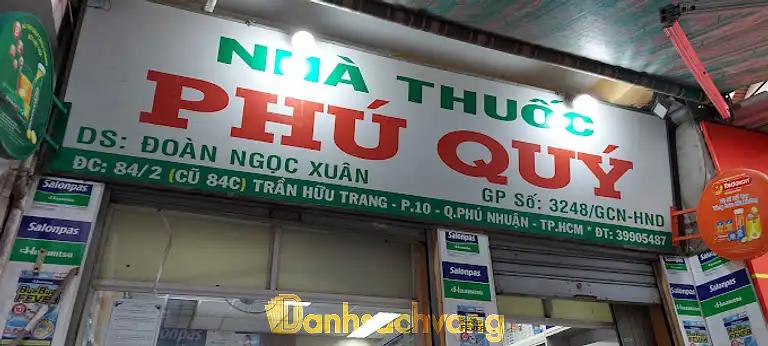 NHÀ THUỐC
PHÚ QUÝ
DS: ĐOÀN NGỌC XUÂN
GP Số: 3248/GCN-HND
ĐC: 84/2 (CŨ 84C) TRẦN HỮU TRANG - P.10 - Q.PHÚ NHUẬN - TP.HCM * ĐT: 39905487
Salonpas
Hisamitsu
Salonpas
Hisamitsu
Salonpas
Hisamitsu
Salonpas
Hisamitsu
Salonpas
Salonpas
Danhsachvang